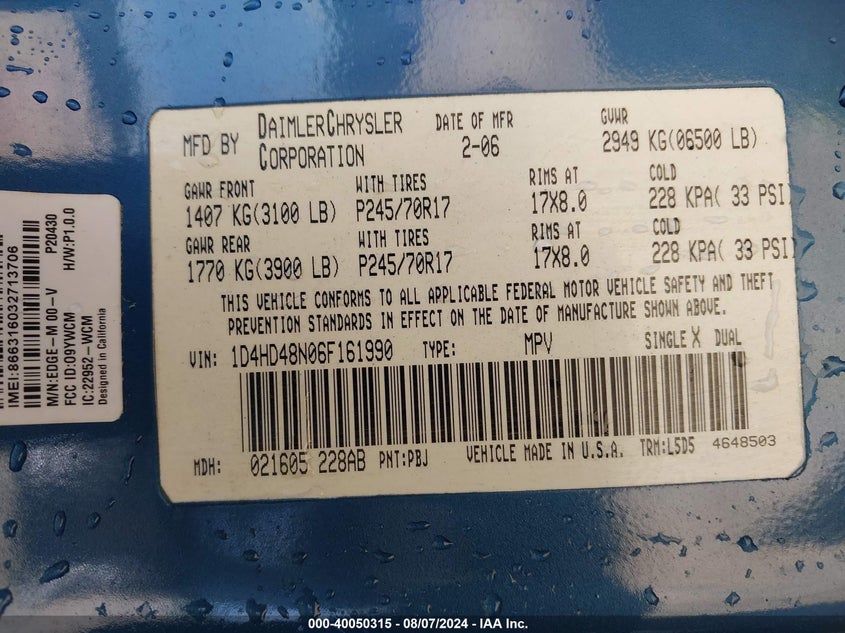 MFD BY DAIMLERCHRYSLER CORPORATION
DATE OF MFR
2-06
GVWR
2949 KG(06500 LB)
GAWR FRONT WITH TIRES RIMS AT COLD
1407 KG(3100 LB) P245/70R17 17X8.0 228 KPA( 33 PSI)
GAWR REAR WITH TIRES RIMS AT COLD
1770 KG(3900 LB) P245/70R17 17X8.0 228 KPA( 33 PSI)
THIS VEHICLE CONFORMS TO ALL APPLICABLE FEDERAL MOTOR VEHICLE SAFETY AND THEFT
PREVENTION STANDARDS IN EFFECT ON THE DATE OF MANUFACTURE SHOWN ABOVE.
VIN: 1D4HD48N06F161990 TYPE: MPV SINGLE X DUAL
MDH: 021605 228AB PNT:PBJ VEHICLE MADE IN U.S.A. TRM:L5D5 4648503
IMEI:866316032713706
M/N:EDGE-M 00-V P20430
FCC ID:O9YWCM H/W:P1.0.0
IC:22952-WCM
Designed in California
000-40050315 - 08/07/2024 - IAA Inc.